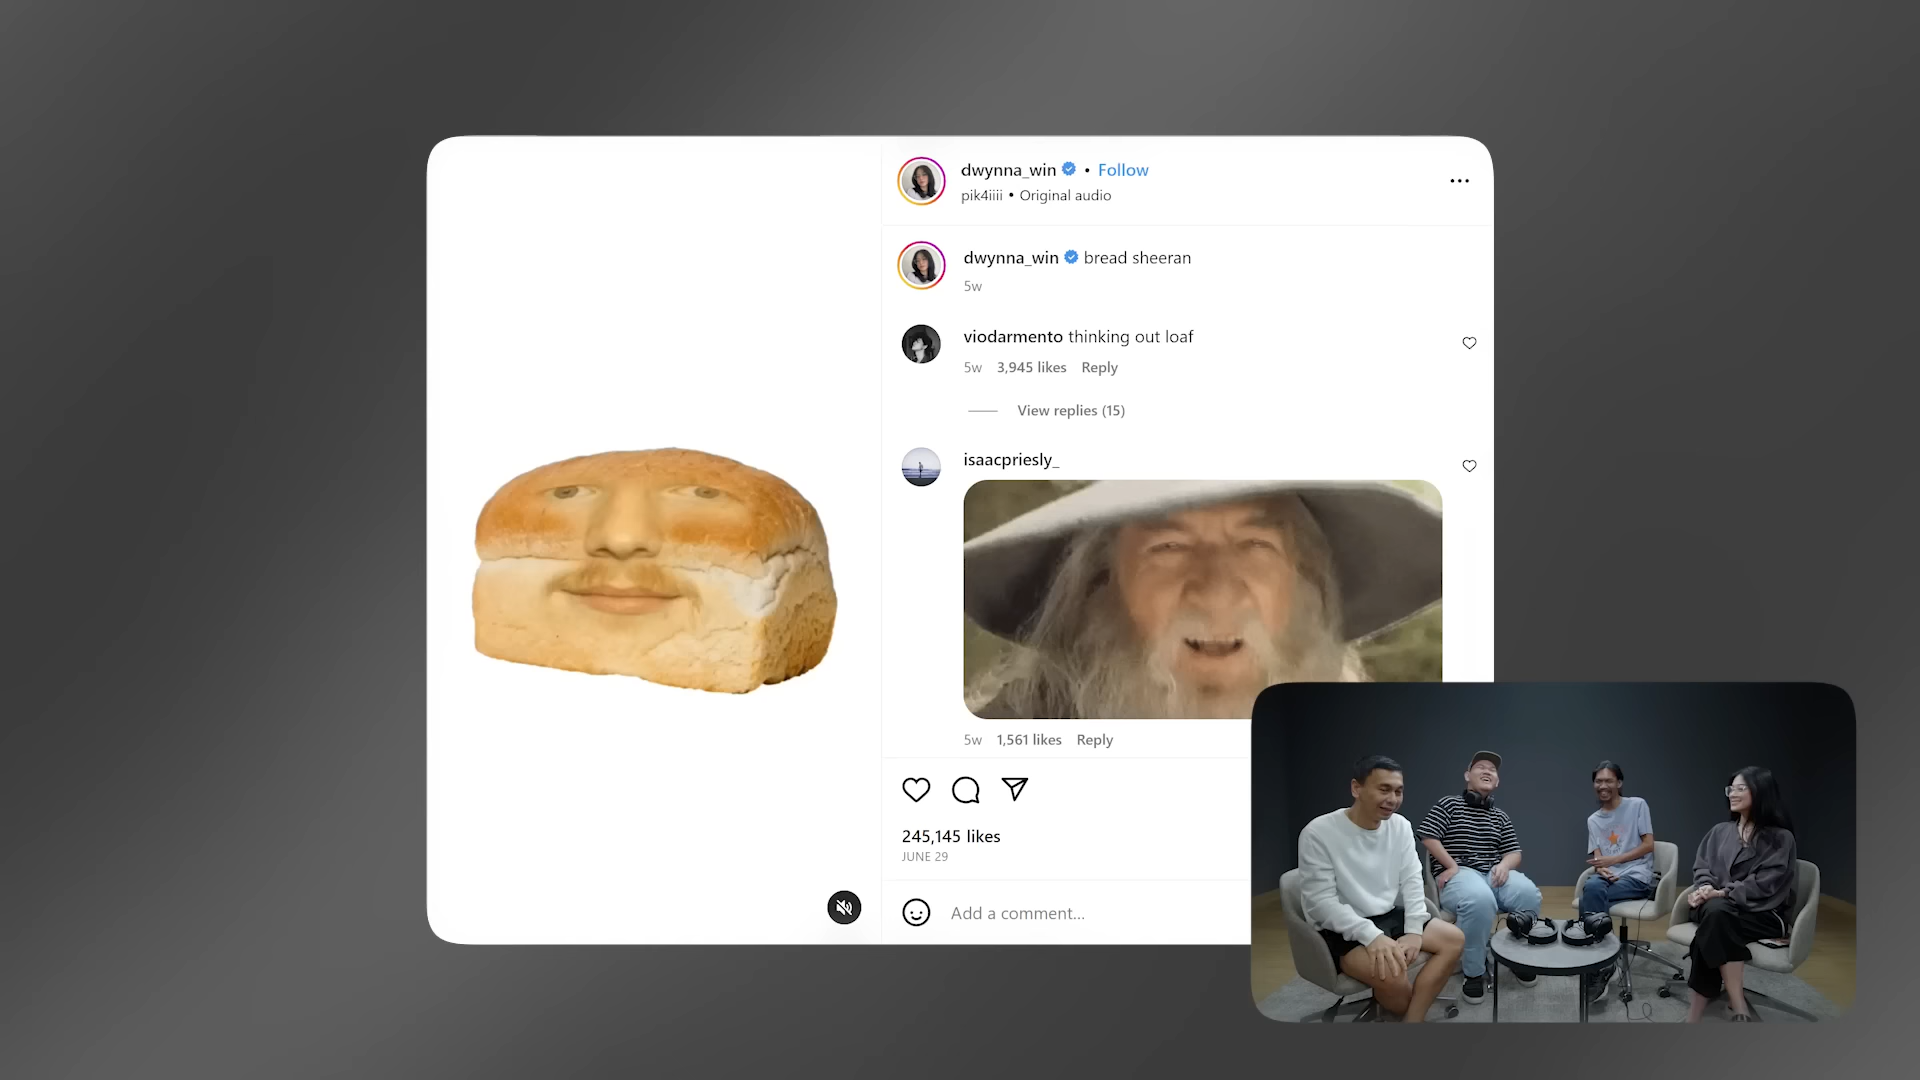 dwynna_win • Follow
pik4iiii • Original audio
dwynna_win bread sheeran
5w
viodarmento thinking out loaf
5w 3,945 likes Reply
View replies (15)
isaacpriesly_
5w 1,561 likes Reply
245,145 likes
JUNE 29
Add a comment...